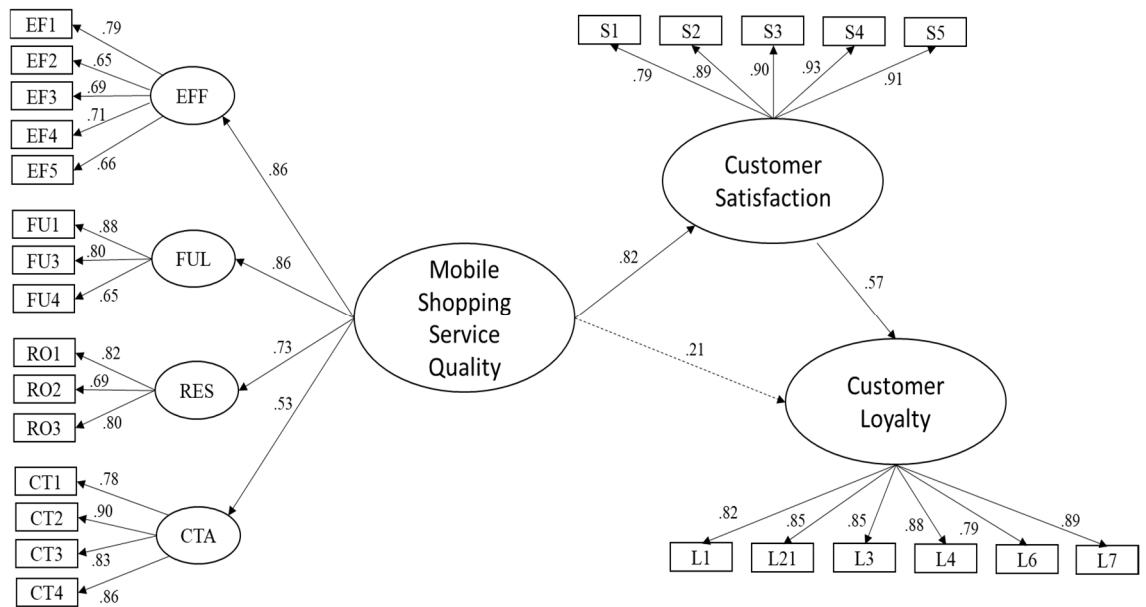 EF1
.79
EF2
.65
EF3
.69
EF4
.71
EF5
.66
EFF
FU1
.88
FU3
.80
FU4
.65
FUL
RO1
.82
RO2
.69
RO3
.80
RES
CT1
.78
CT2
.90
CT3
.83
CT4
.86
CTA
.86
.86
.73
.53
Mobile
Shopping
Service
Quality
.82
.21
S1
S2
S3
S4
S5
.79
.89
.90
.93
.91
Customer
Satisfaction
.57
Customer
Loyalty
.82
.85
.85
.88
.79
.89
L1
L21
L3
L4
L6
L7